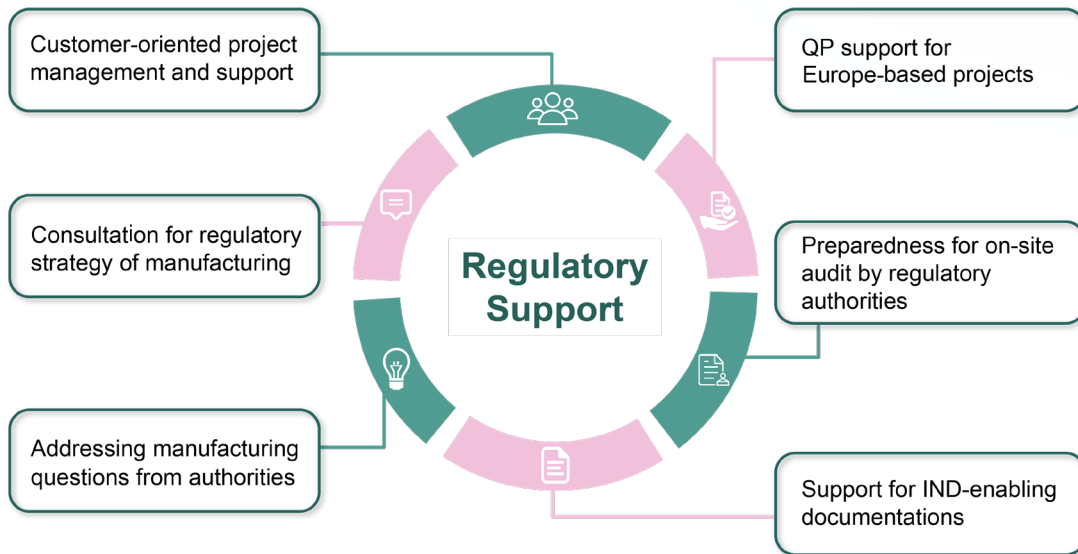 Customer-oriented project
management and support
QP support for
Europe-based projects
Consultation for regulatory
strategy of manufacturing
Regulatory
Support
Preparedness for on-site
audit by regulatory
authorities
Addressing manufacturing
questions from authorities
Support for IND-enabling
documentations